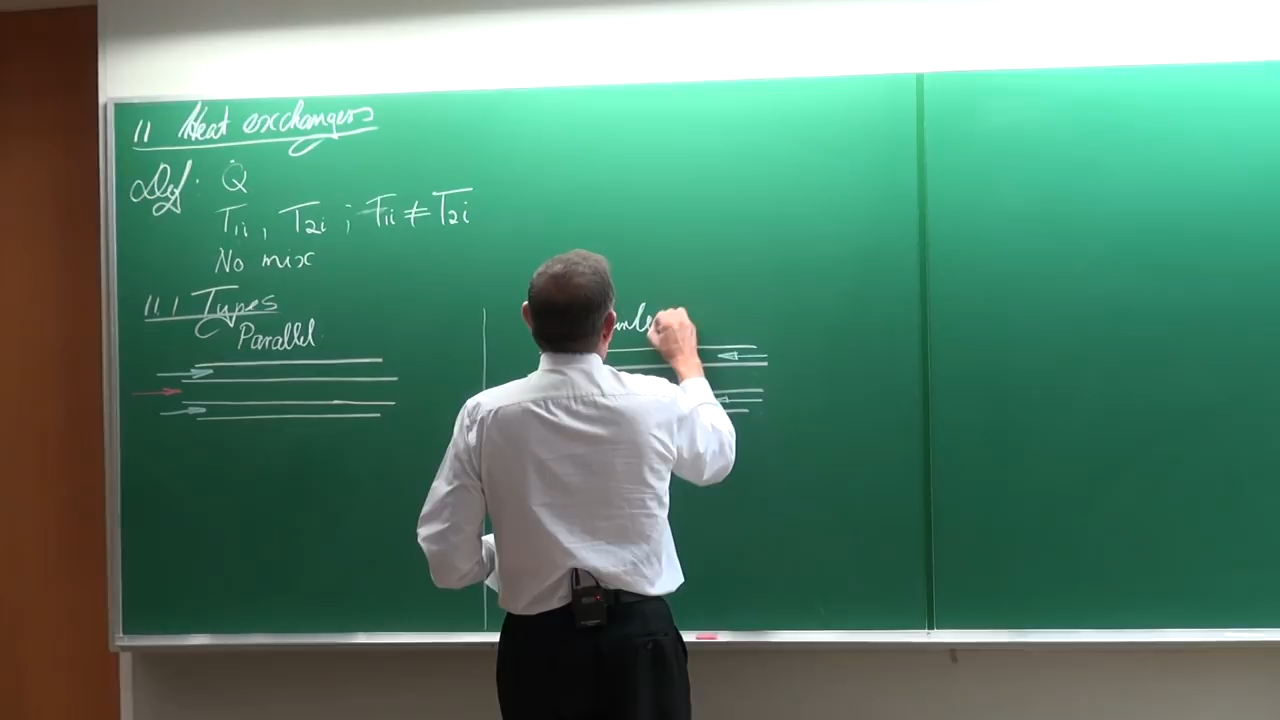 11 Heat exchangers
Def: Q̇
T1i, T2i ; T1i ≠ T2i
No mix
11.1 Types
Parallel